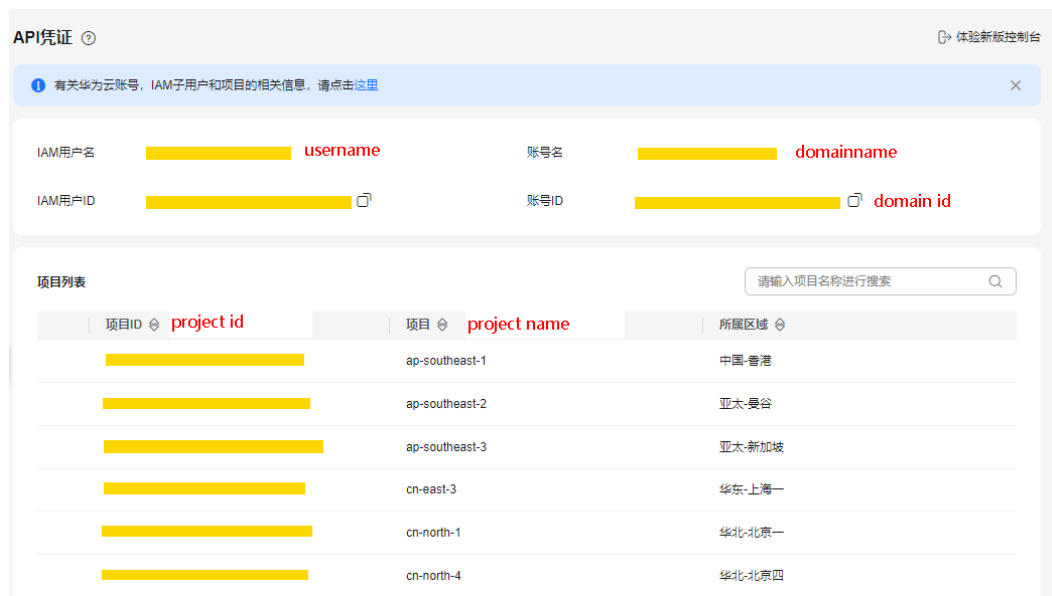 API凭证
体验新版控制台
有关华为云账号，IAM子用户和项目的相关信息，请点击这里
IAM用户名 username 账号名 domainname
IAM用户ID 账号ID domain id
项目列表 请输入项目名称进行搜索
项目ID project id 项目 project name 所属区域
ap-southeast-1 中国-香港
ap-southeast-2 亚太-曼谷
ap-southeast-3 亚太-新加坡
cn-east-3 华东-上海一
cn-north-1 华北-北京一
cn-north-4 华北-北京四